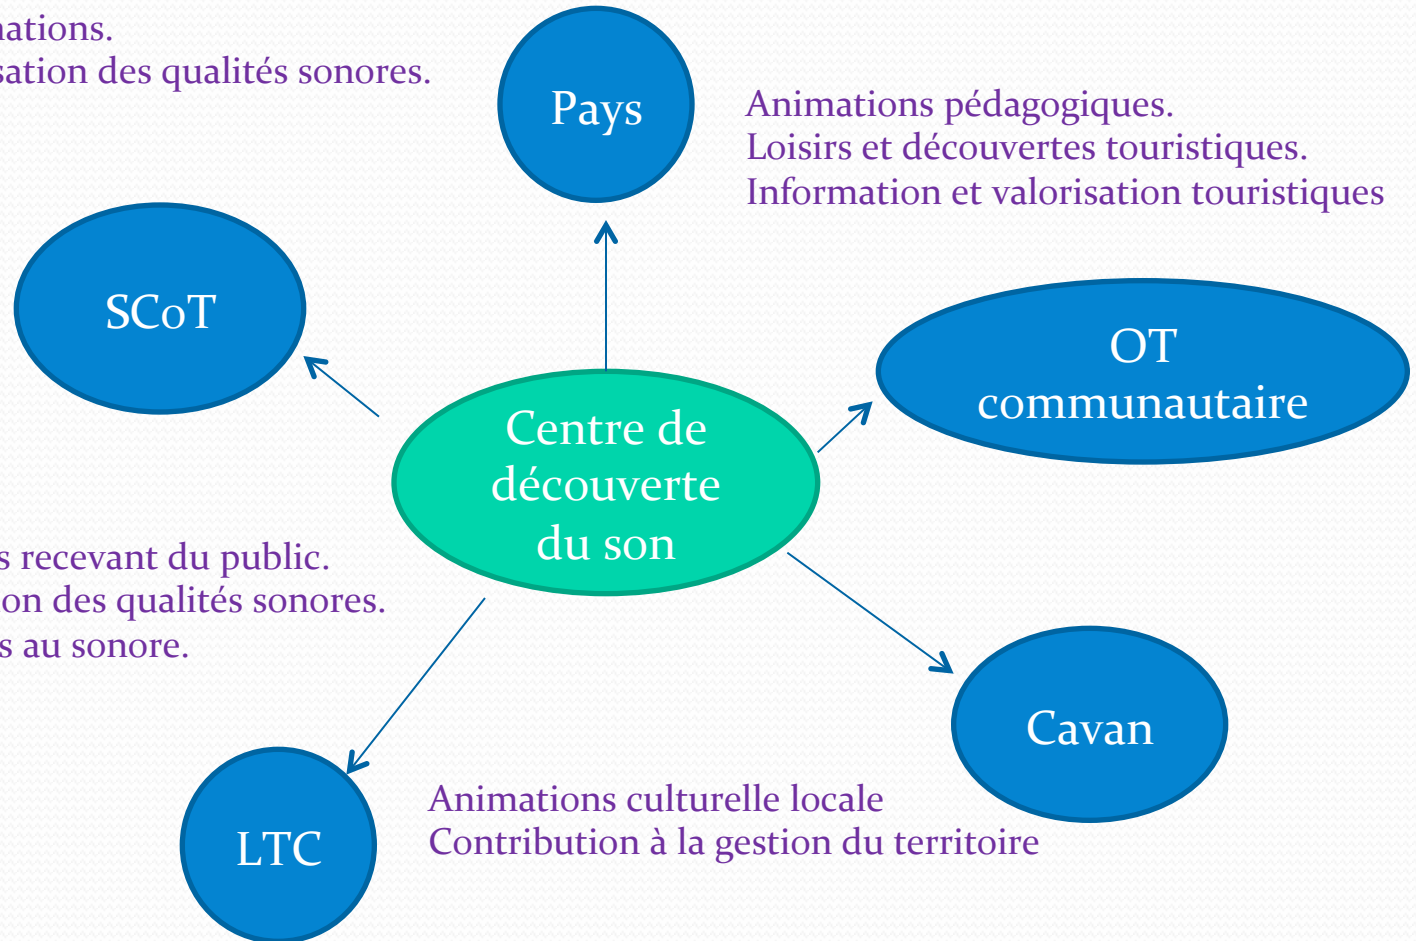 nations.
sation des qualités sonores.
Pays
Animations pédagogiques.
Loisirs et découvertes touristiques.
Information et valorisation touristiques
SCoT
OT
communautaire
Centre de
découverte
du son
s recevant du public.
on des qualités sonores.
s au sonore.
Cavan
Animations culturelle locale
Contribution à la gestion du territoire
LTC